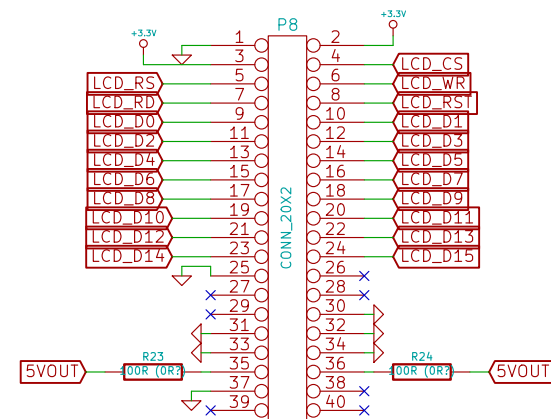 P8
+3.3V
+3.3V
1 2
3 4 LCD_CS
LCD_RS 5 6 LCD_WR
LCD_RD 7 8 LCD_RST
LCD_D0 9 10 LCD_D1
LCD_D2 11 12 LCD_D3
LCD_D4 13 14 LCD_D5
LCD_D6 15 16 LCD_D7
LCD_D8 17 18 LCD_D9
LCD_D10 19 20 LCD_D11
LCD_D12 21 22 LCD_D13
LCD_D14 23 24 LCD_D15
25 26
27 28
29 30
31 32
33 34
R23 R24
5VOUT 100R (0R?) 35 36 100R (0R?) 5VOUT
37 38
39 40
CONN_20X2